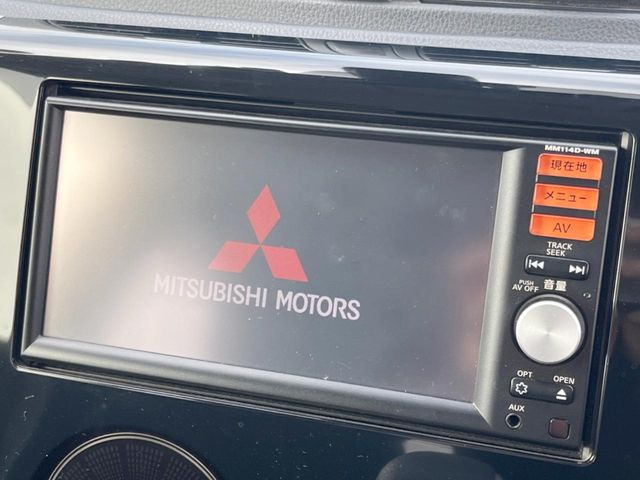 MM114D-WM
現在地
メニュー
AV
TRACK
SEEK
PUSH
AV OFF
音量
MITSUBISHI MOTORS
OPT
OPEN
AUX